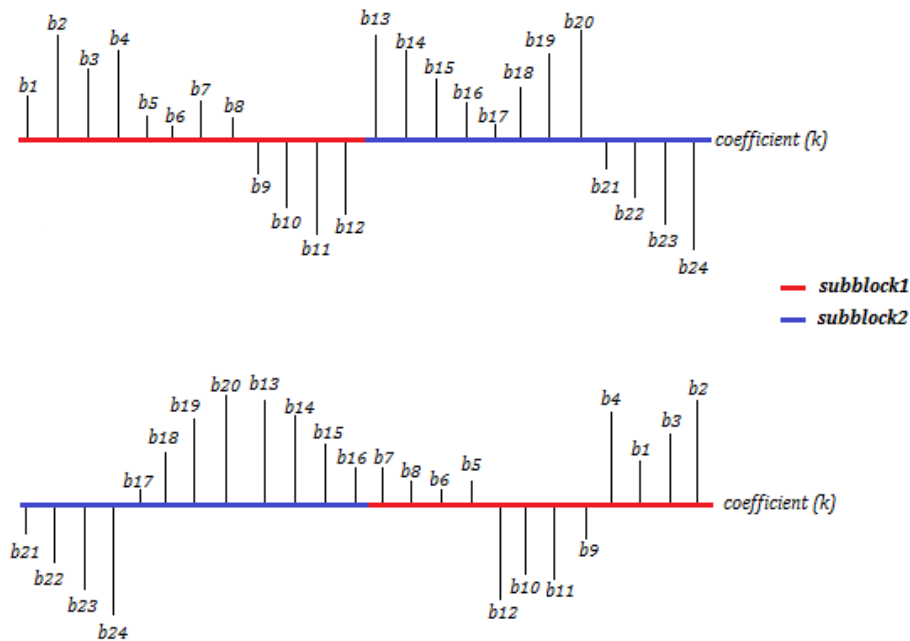 b1 b2 b3 b4 b5 b6 b7 b8 b9 b10 b11 b12 b13 b14 b15 b16 b17 b18 b19 b20 b21 b22 b23 b24
coefficient (k)
subblock1
subblock2
b21 b22 b23 b24 b17 b18 b19 b20 b13 b14 b15 b16 b7 b8 b6 b5 b12 b10 b11 b9 b4 b1 b3 b2
coefficient (k)